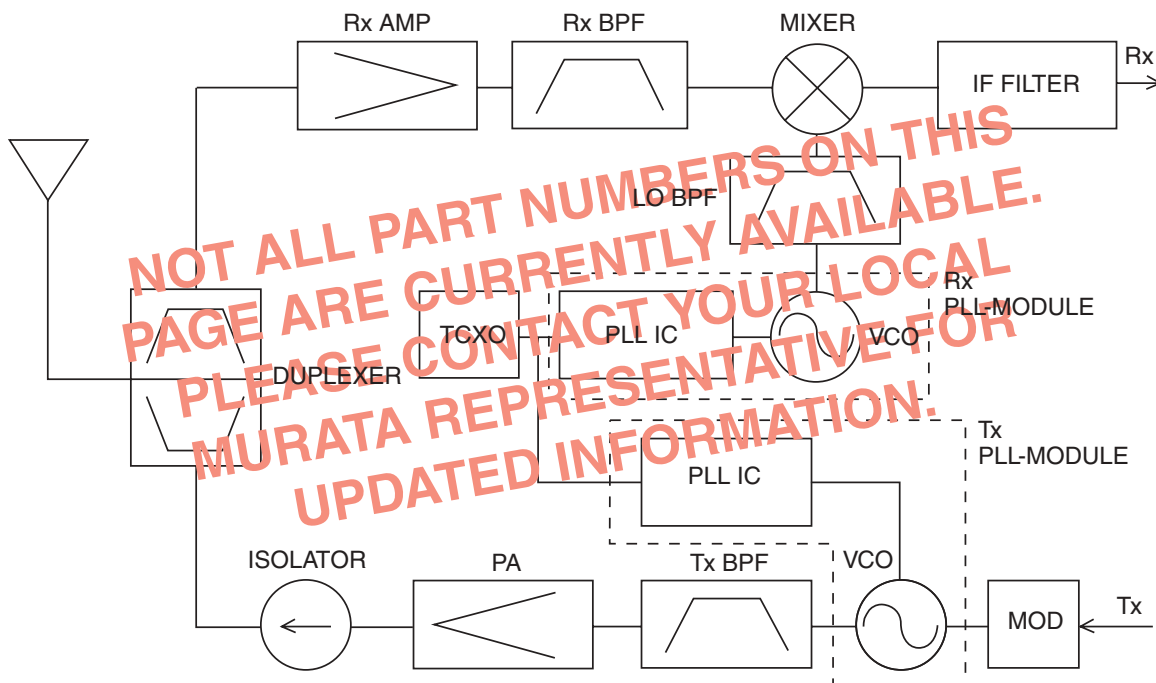 Rx AMP
Rx BPF
MIXER
Rx
IF FILTER
LO BPF
NOT ALL PART NUMBERS ON THIS
PAGE ARE CURRENTLY AVAILABLE.
PLEASE CONTACT YOUR LOCAL
MURATA REPRESENTATIVE FOR
UPDATED INFORMATION.
Rx
PLL-MODULE
TCXO
PLL IC
VCO
DUPLEXER
Tx
PLL-MODULE
PLL IC
ISOLATOR
PA
Tx BPF
VCO
MOD
Tx